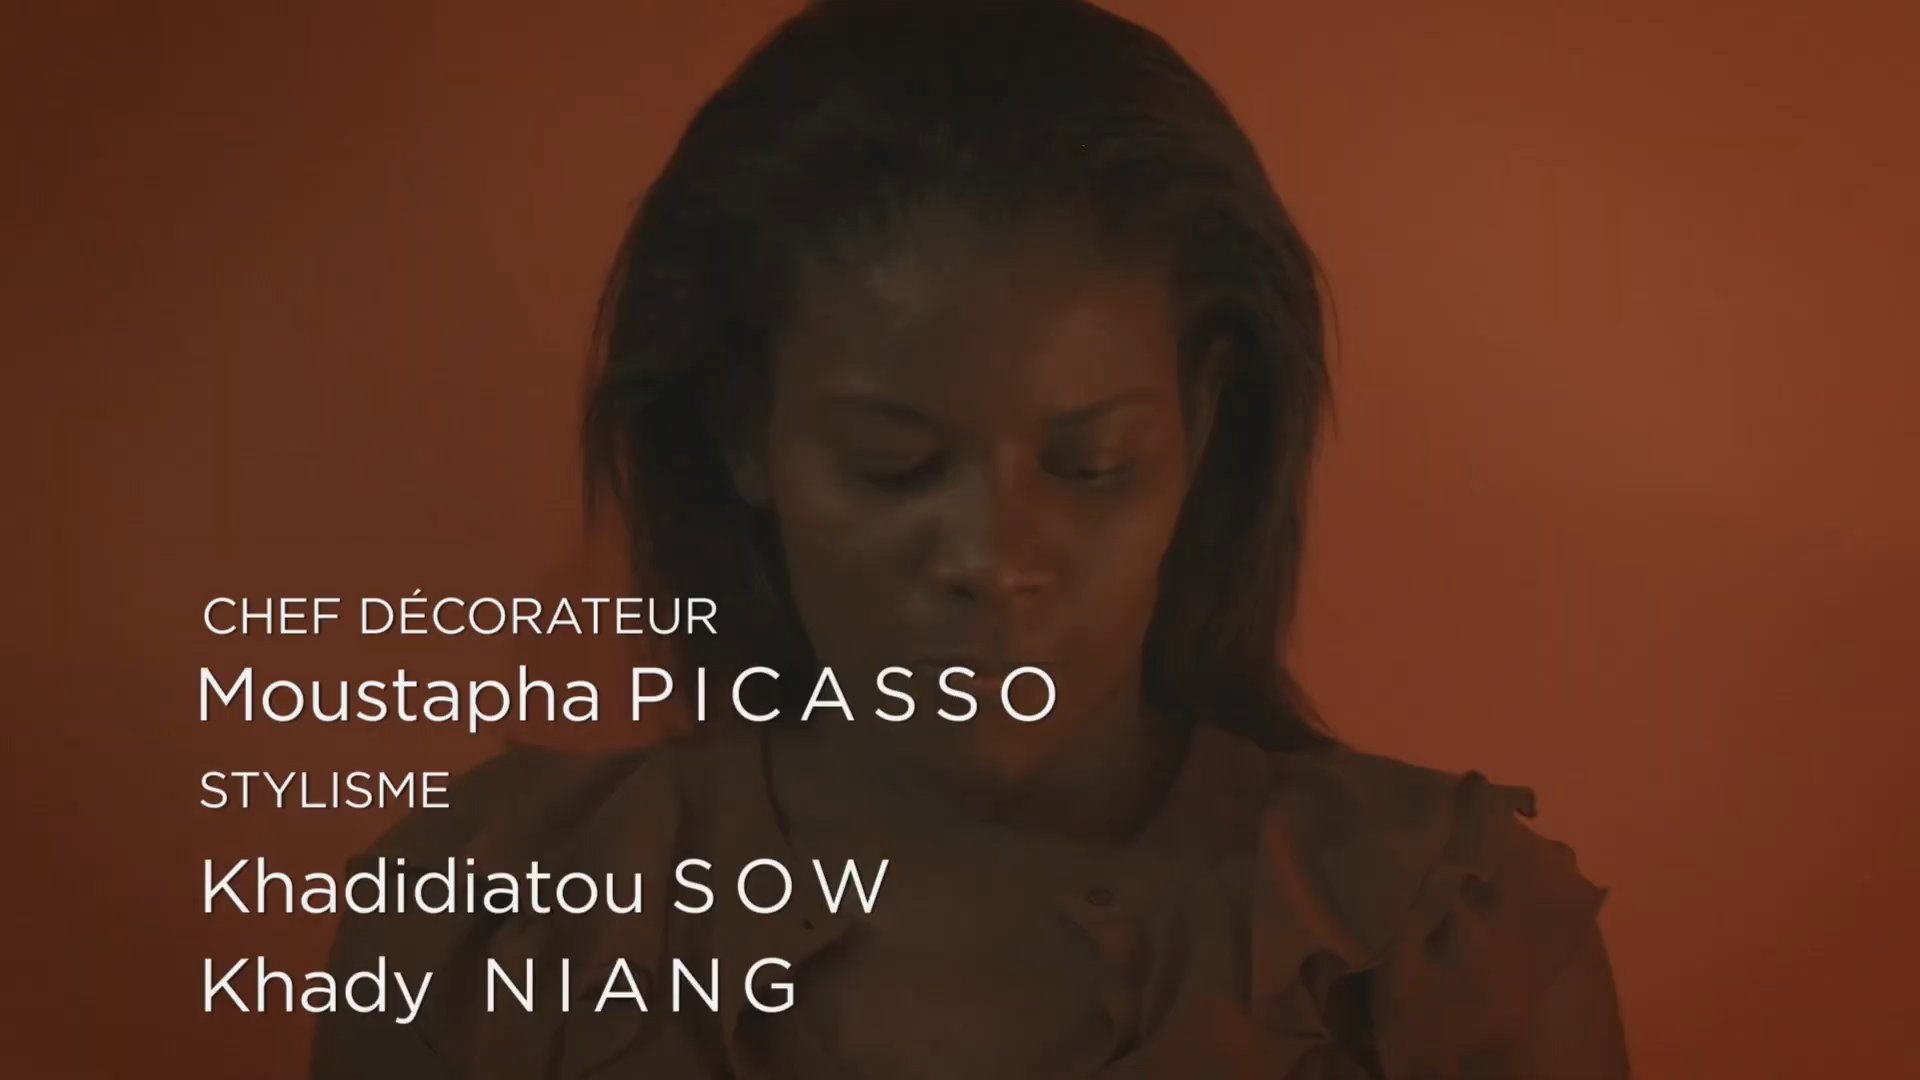 CHEF DÉCORATEUR
Moustapha PICASSO
STYLISME
Khadidiatou SOW
Khady NIANG